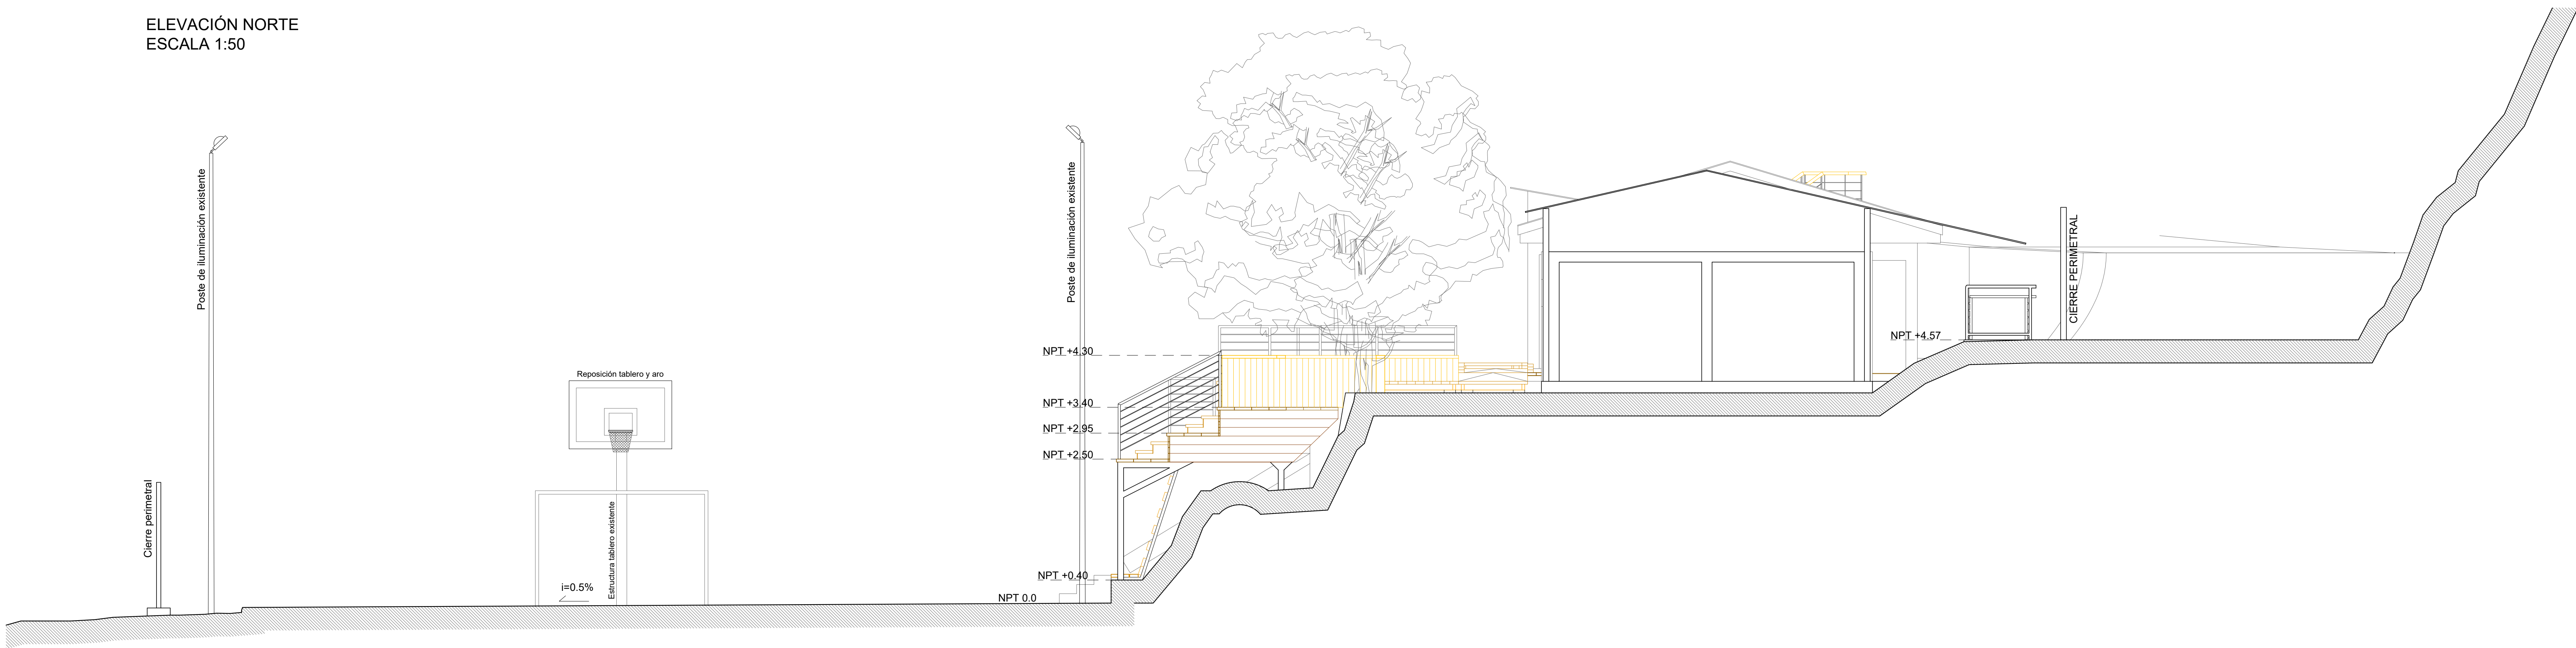 ELEVACIÓN NORTE
ESCALA 1:50
Poste de iluminación existente
Poste de iluminación existente
CIERRE PERIMETRAL
NPT +4.57
NPT +4.30
Reposición tablero y aro
NPT +3.40
NPT +2.95
NPT +2.50
Cierre perimetral
Estructura tablero existente
NPT +0.40
i=0.5%
NPT 0.0